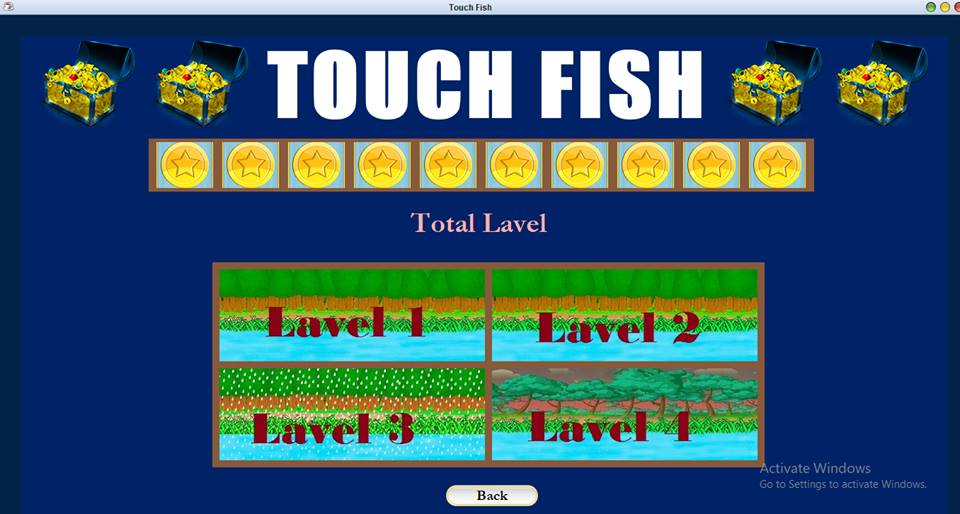 Touch Fish
TOUCH FISH
Total Lavel
Lavel 1
Lavel 2
Lavel 3
Lavel 4
Activate Windows
Go to Settings to activate Windows.
Back